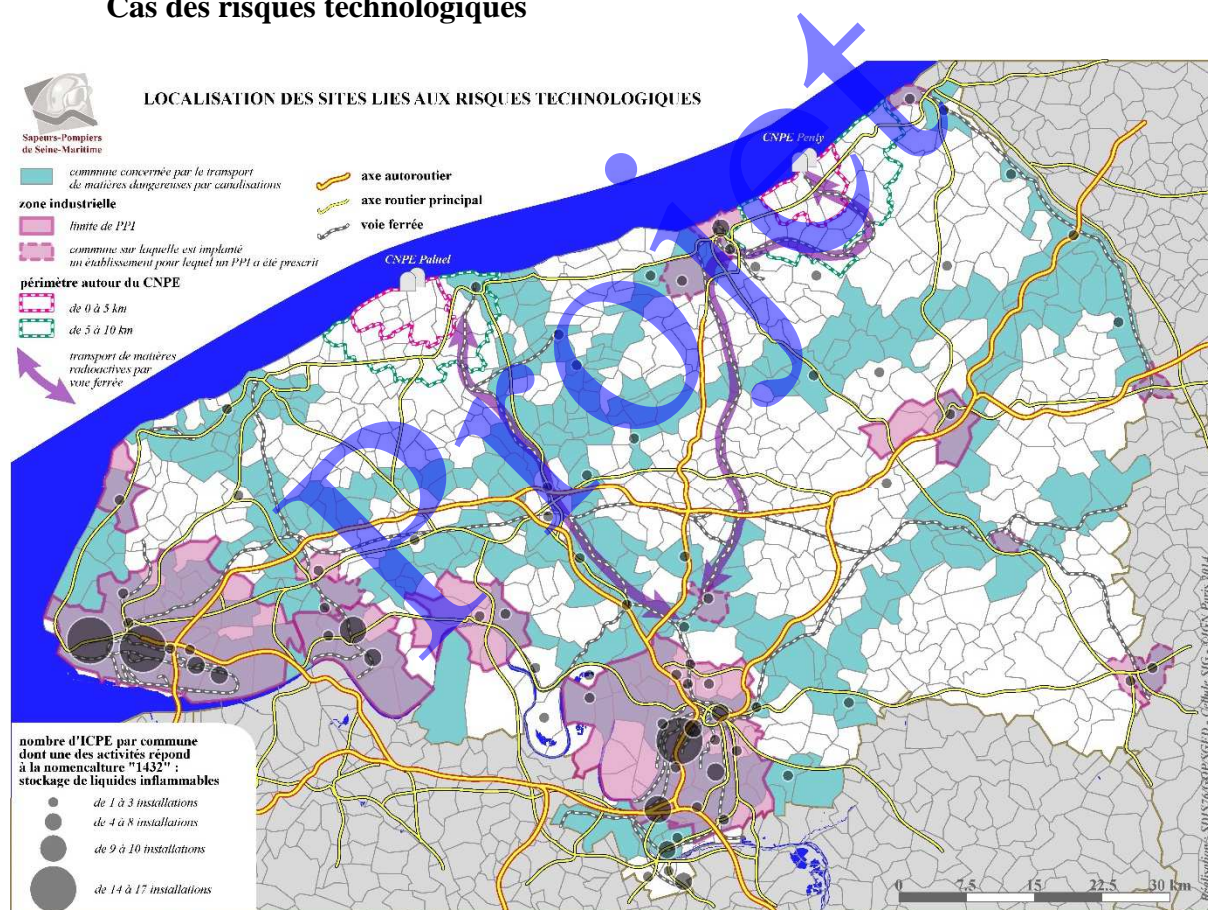 Cas des risques technologiques
LOCALISATION DES SITES LIES AUX RISQUES TECHNOLOGIQUES
Sapeurs-Pompiers
de Seine-Maritime
commune concernée par le transport
de matières dangereuses par canalisations
zone industrielle
limite de PPI
commune sur laquelle est implanté
un établissement pour lequel un PPI a été prescrit
périmètre autour du CNPE
de 0 à 5 km
de 5 à 10 km
transport de matières
radioactives par
voie ferrée
axe autoroutier
axe routier principal
voie ferrée
CNPE Penly
CNPE Paluel
Projet
nombre d'ICPE par commune
dont une des activités répond
à la nomencalture "1432" :
stockage de liquides inflammables
de 1 à 3 installations
de 4 à 8 installations
de 9 à 10 installations
de 14 à 17 installations
0 7.5 15 22.5 30 km